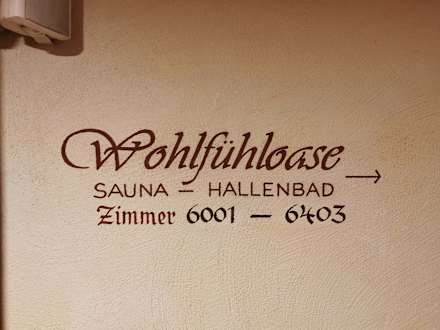 Wohlfühloase →
SAUNA – HALLENBAD
Zimmer 6001 – 6403